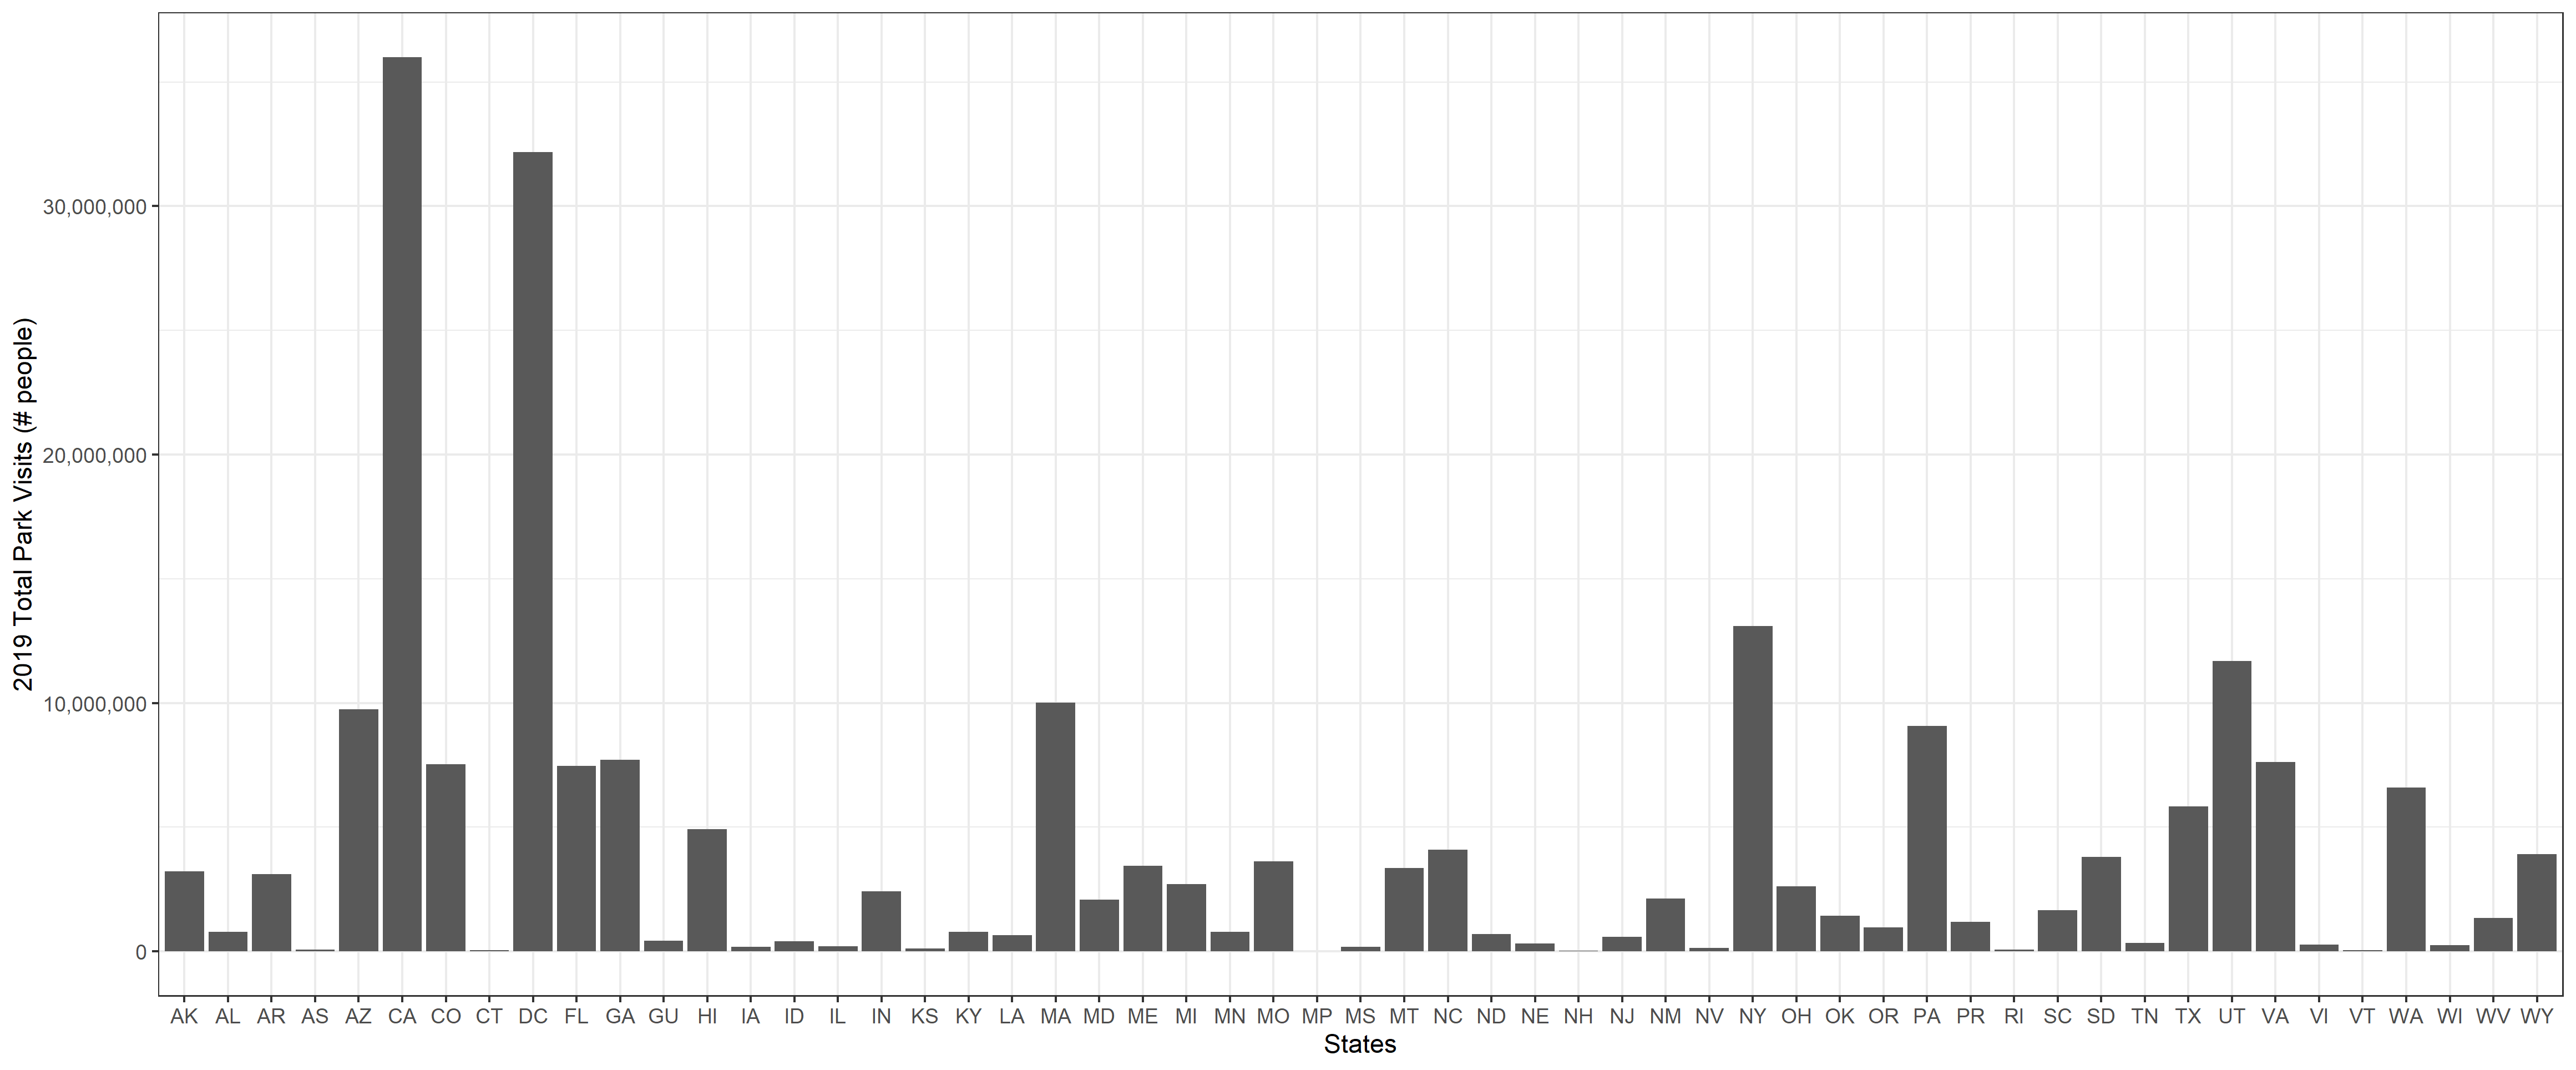 2019 Total Park Visits (# people)
30,000,000
20,000,000
10,000,000
0
AK AL AR AS AZ CA CO CT DC FL GA GU HI IA ID IL IN KS KY LA MA MD ME MI MN MO MP MS MT NC ND NE NH NJ NM NV NY OH OK OR PA PR RI SC SD TN TX UT VA VI VT WA WI WV WY
States